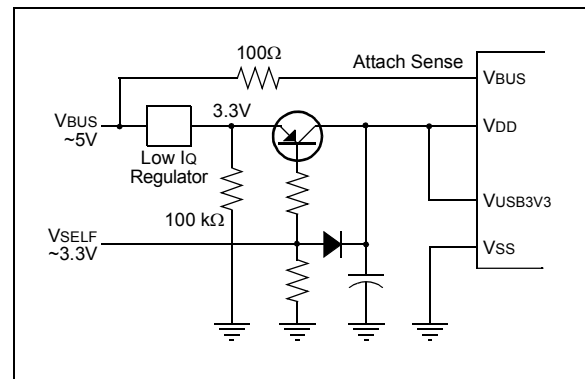 100Ω
Attach Sense
VBUS
VBUS
~5V
3.3V
VDD
Low IQ
Regulator
100 kΩ
VUSB3V3
VSELF
~3.3V
VSS